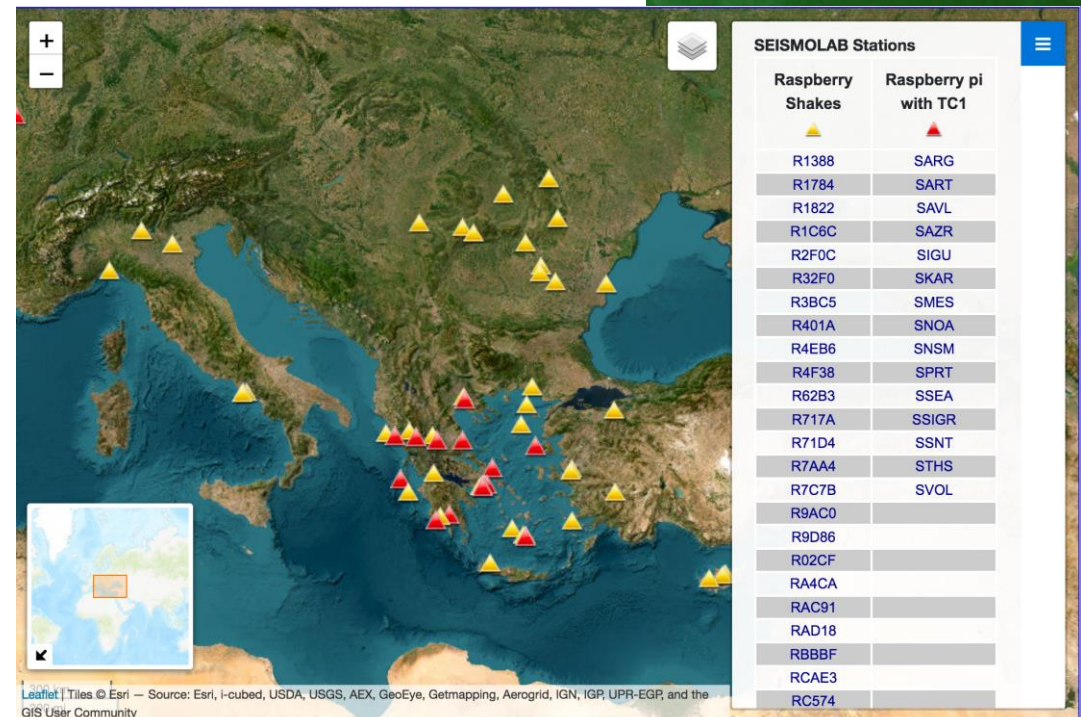 +
−
SEISMOLAB Stations
Raspberry Shakes
Raspberry pi with TC1
R1388 SARG
R1784 SART
R1822 SAVL
R1C6C SAZR
R2F0C SIGU
R32F0 SKAR
R3BC5 SMES
R401A SNOA
R4EB6 SNSM
R4F38 SPRT
R62B3 SSEA
R717A SSIGR
R71D4 SSNT
R7AA4 STHS
R7C7B SVOL
R9AC0
R9D86
R02CF
RA4CA
RAC91
RAD18
RBBBF
RCAE3
RC574
Leaflet | Tiles © Esri — Source: Esri, i-cubed, USDA, USGS, AEX, GeoEye, Getmapping, Aerogrid, IGN, IGP, UPR-EGP, and the
GIS User Community